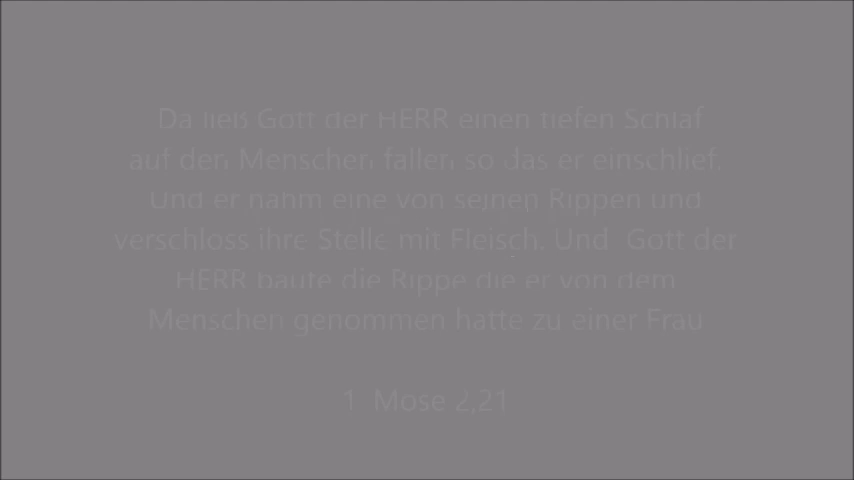 Da ließ Gott der HERR einen tiefen Schlaf
auf den Menschen fallen so das er einschlief.
Und er nahm eine von seinen Rippen und
verschloss ihre Stelle mit Fleisch. Und Gott der
HERR baute die Rippe die er von dem
Menschen genommen hatte zu einer Frau
1 Mose 2,21